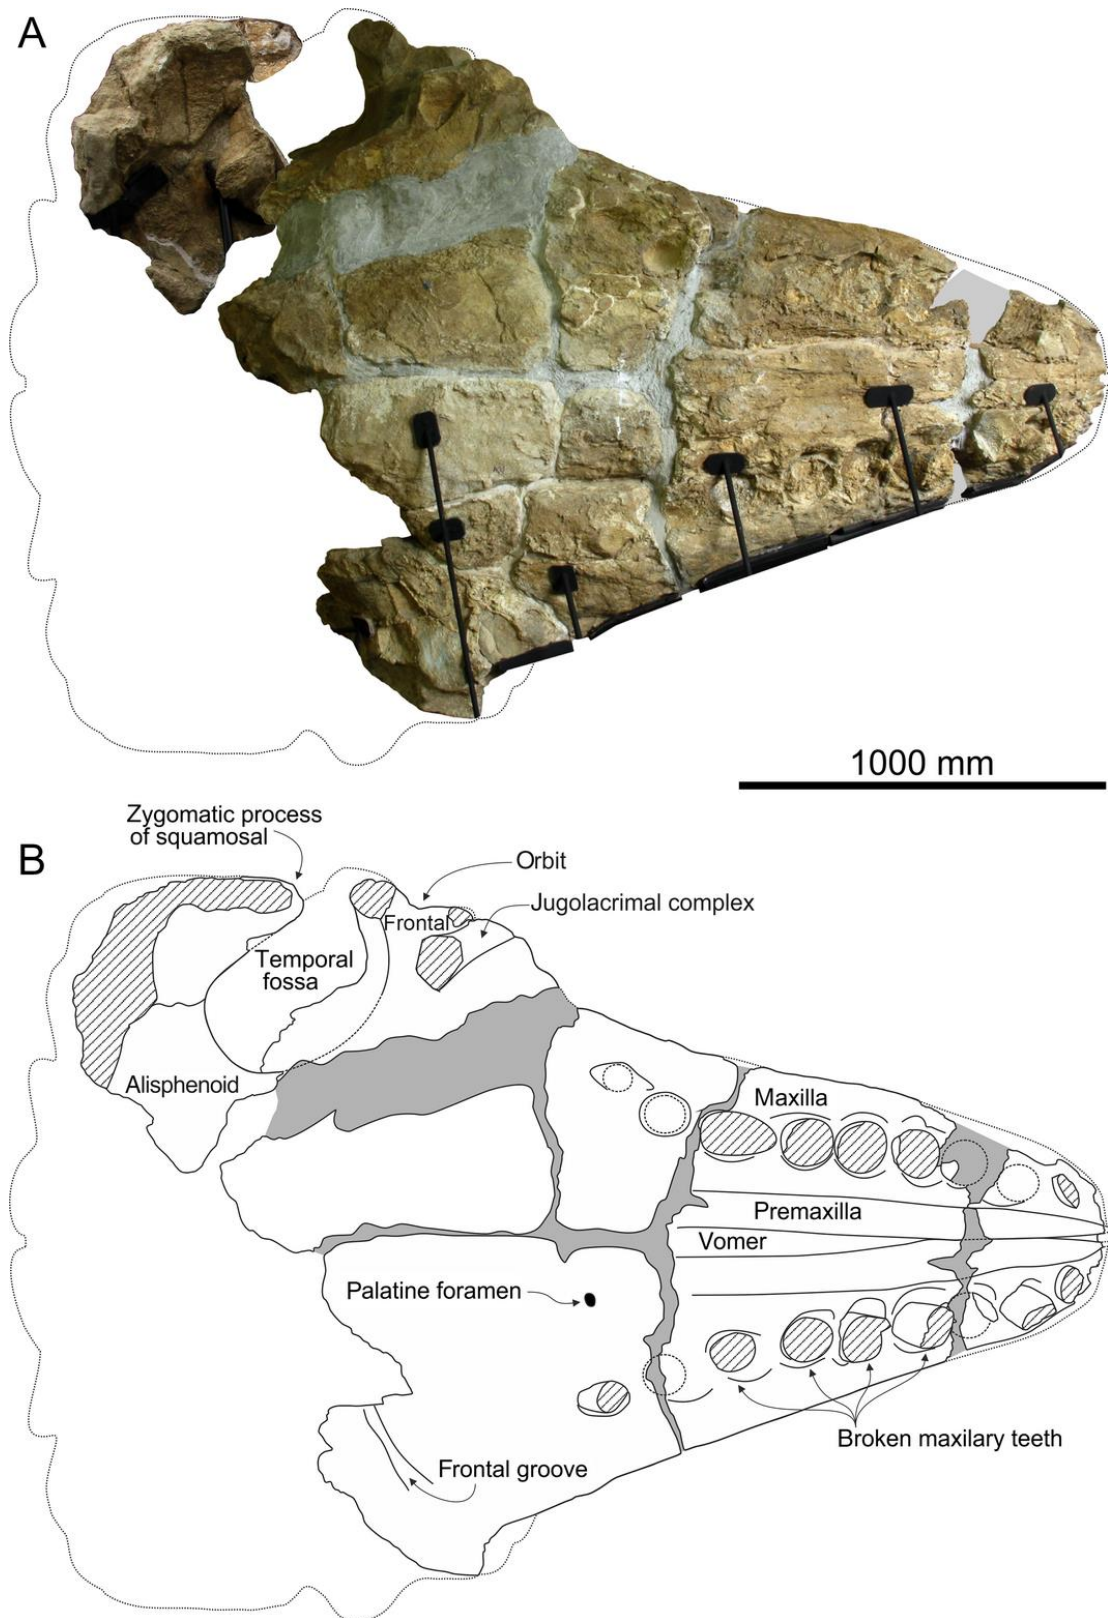 A
1000 mm
B
Zygomatic process
of squamosal
Orbit
Jugolacrimal complex
Frontal
Temporal
fossa
Alisphenoid
Maxilla
Premaxilla
Vomer
Palatine foramen
Broken maxilary teeth
Frontal groove